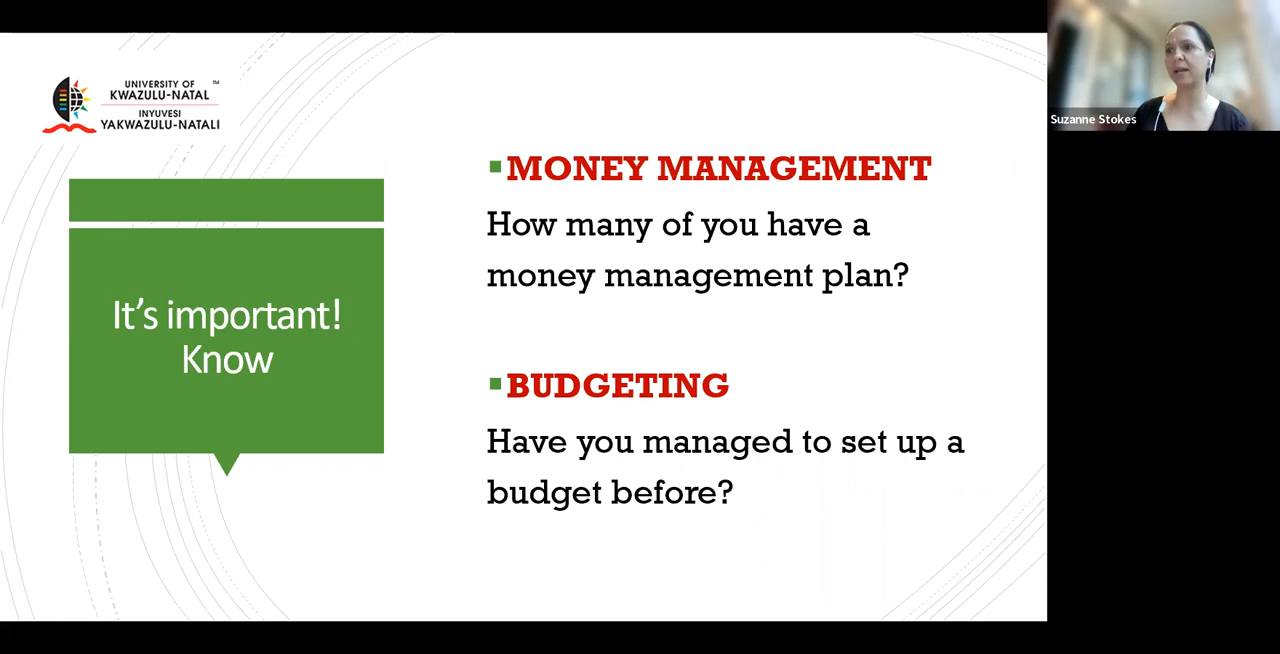 UNIVERSITY OF ™
KWAZULU-NATAL
INYUVESI
YAKWAZULU-NATALI
It’s important!
Know
MONEY MANAGEMENT
How many of you have a
money management plan?
BUDGETING
Have you managed to set up a
budget before?
Suzanne Stokes